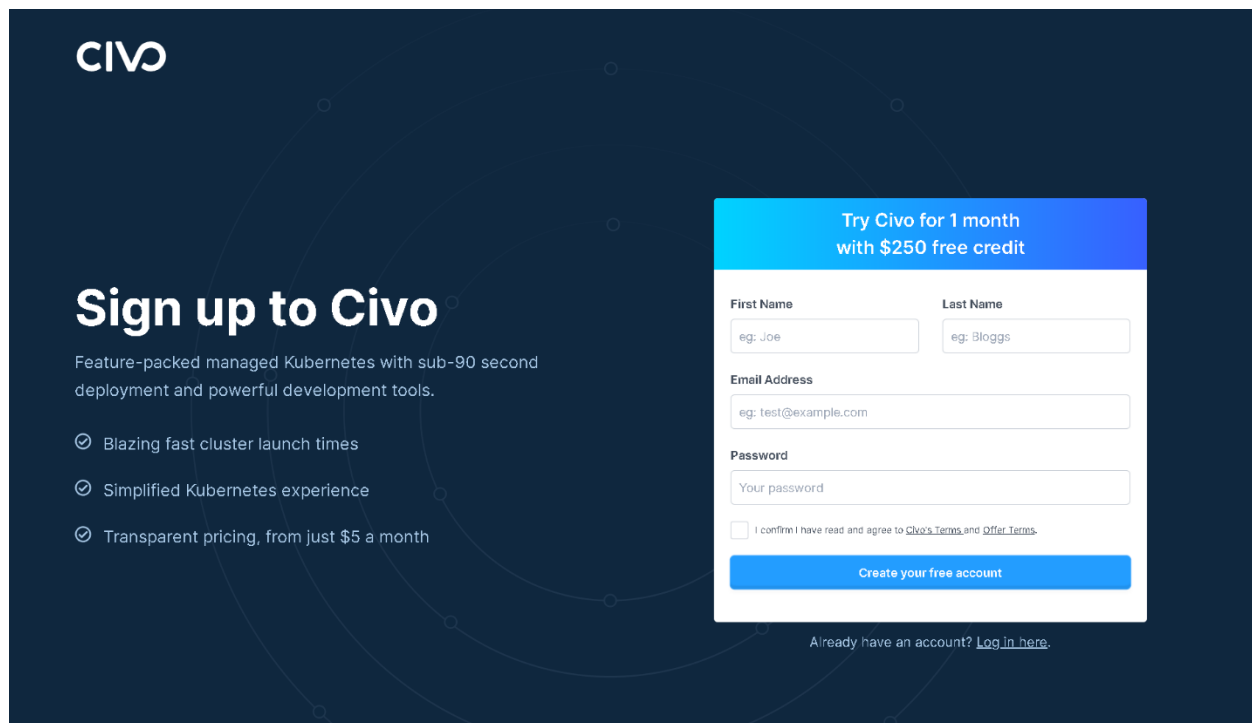 CIVO
Sign up to Civo
Feature-packed managed Kubernetes with sub-90 second
deployment and powerful development tools.
Blazing fast cluster launch times
Simplified Kubernetes experience
Transparent pricing, from just $5 a month
Try Civo for 1 month
with $250 free credit
First Name
Last Name
eg: Joe
eg: Bloggs
Email Address
eg: test@example.com
Password
Your password
I confirm I have read and agree to Civo's Terms and Offer Terms.
Create your free account
Already have an account? Log in here.